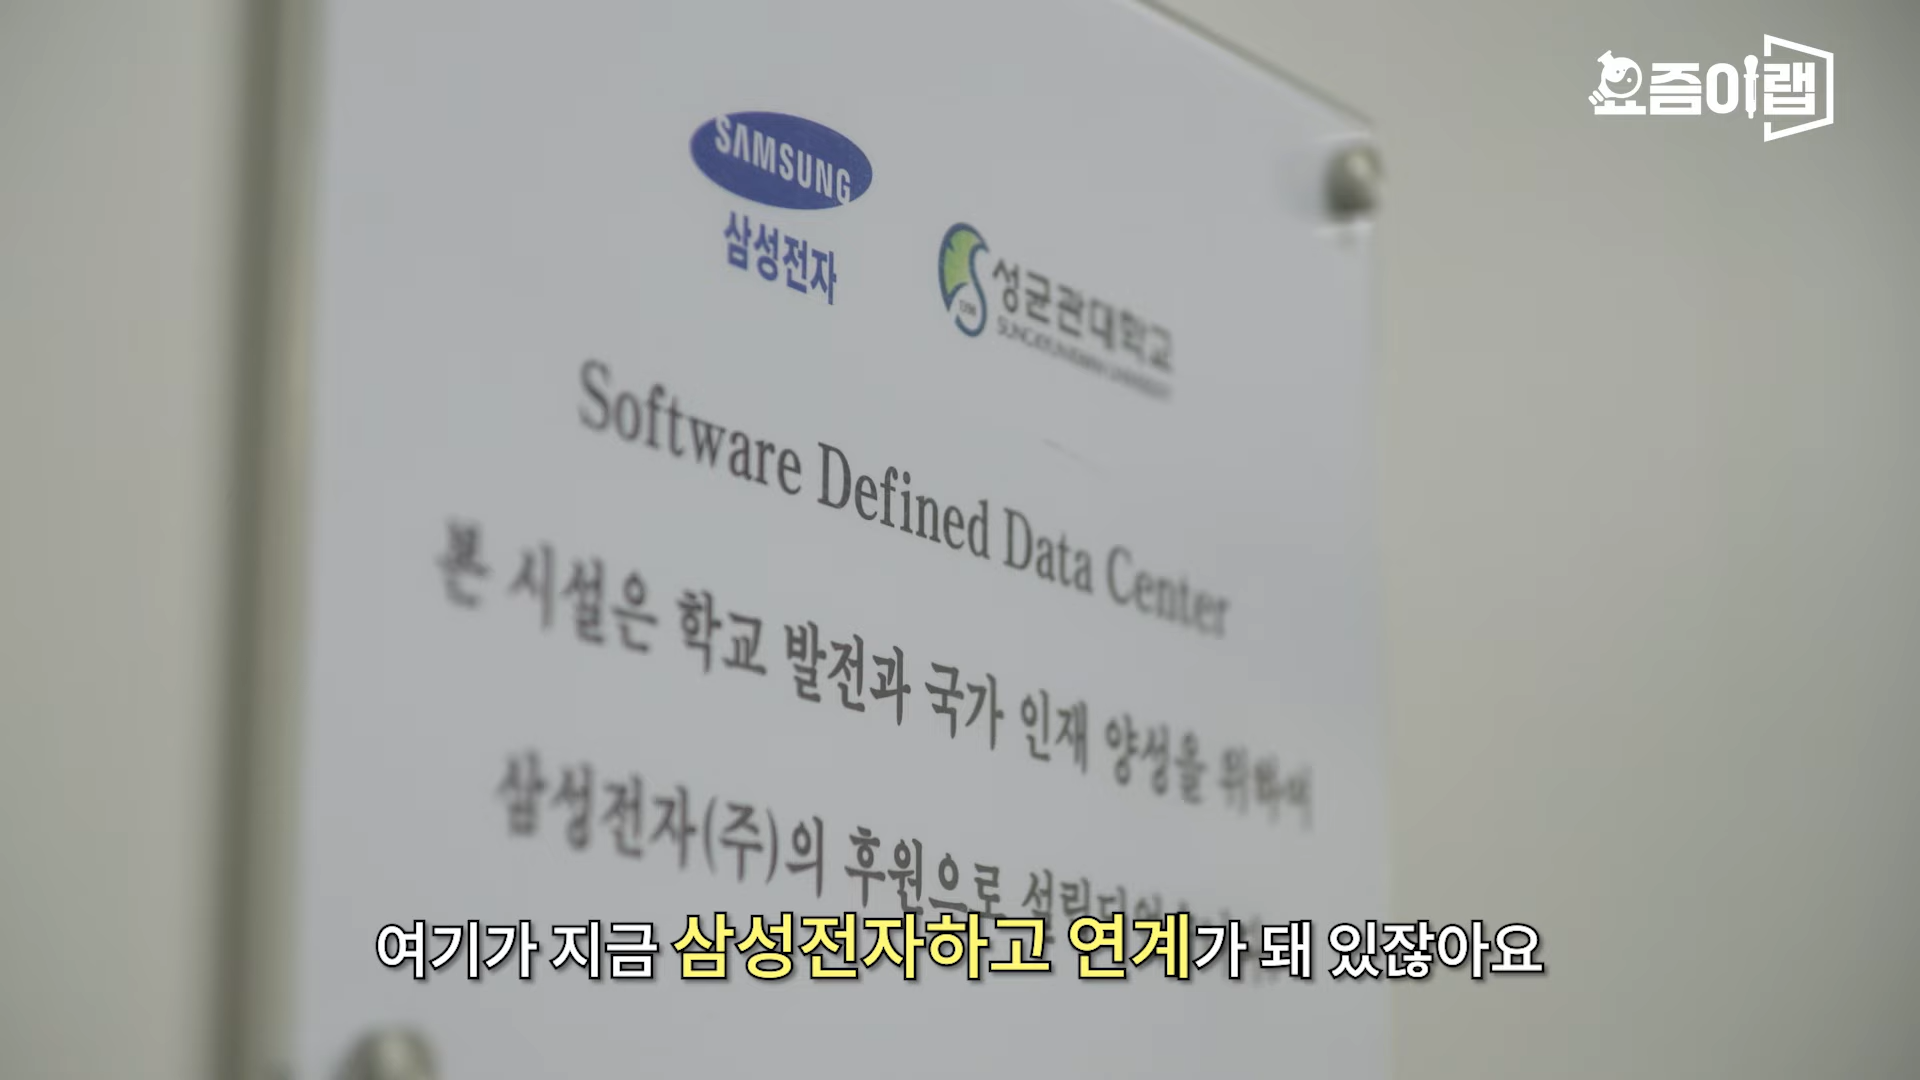 요즘이랩
SAMSUNG
삼성전자
성균관대학교
Software Defined Data Center
본 시설은 학교 발전과 국가 인재 양성을 위하여
삼성전자(주)의 후원으로
여기가 지금 삼성전자하고 연계가 돼 있잖아요